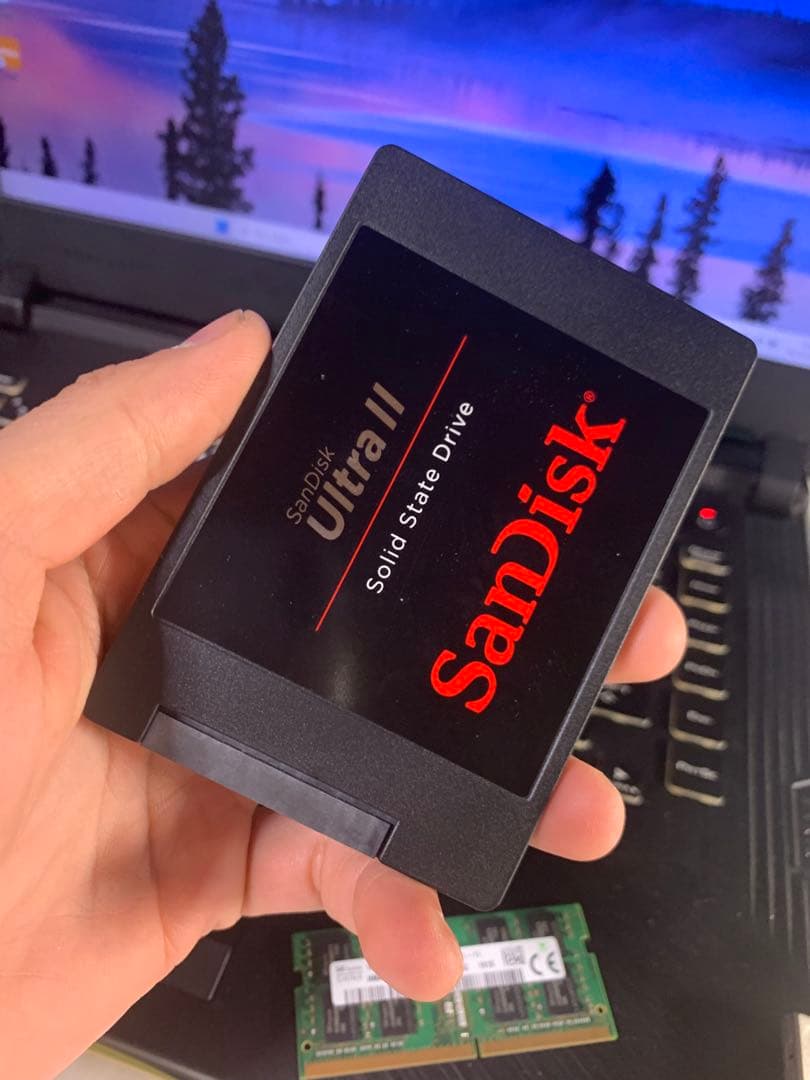 SanDisk
Ultra II
Solid State Drive
SanDisk®